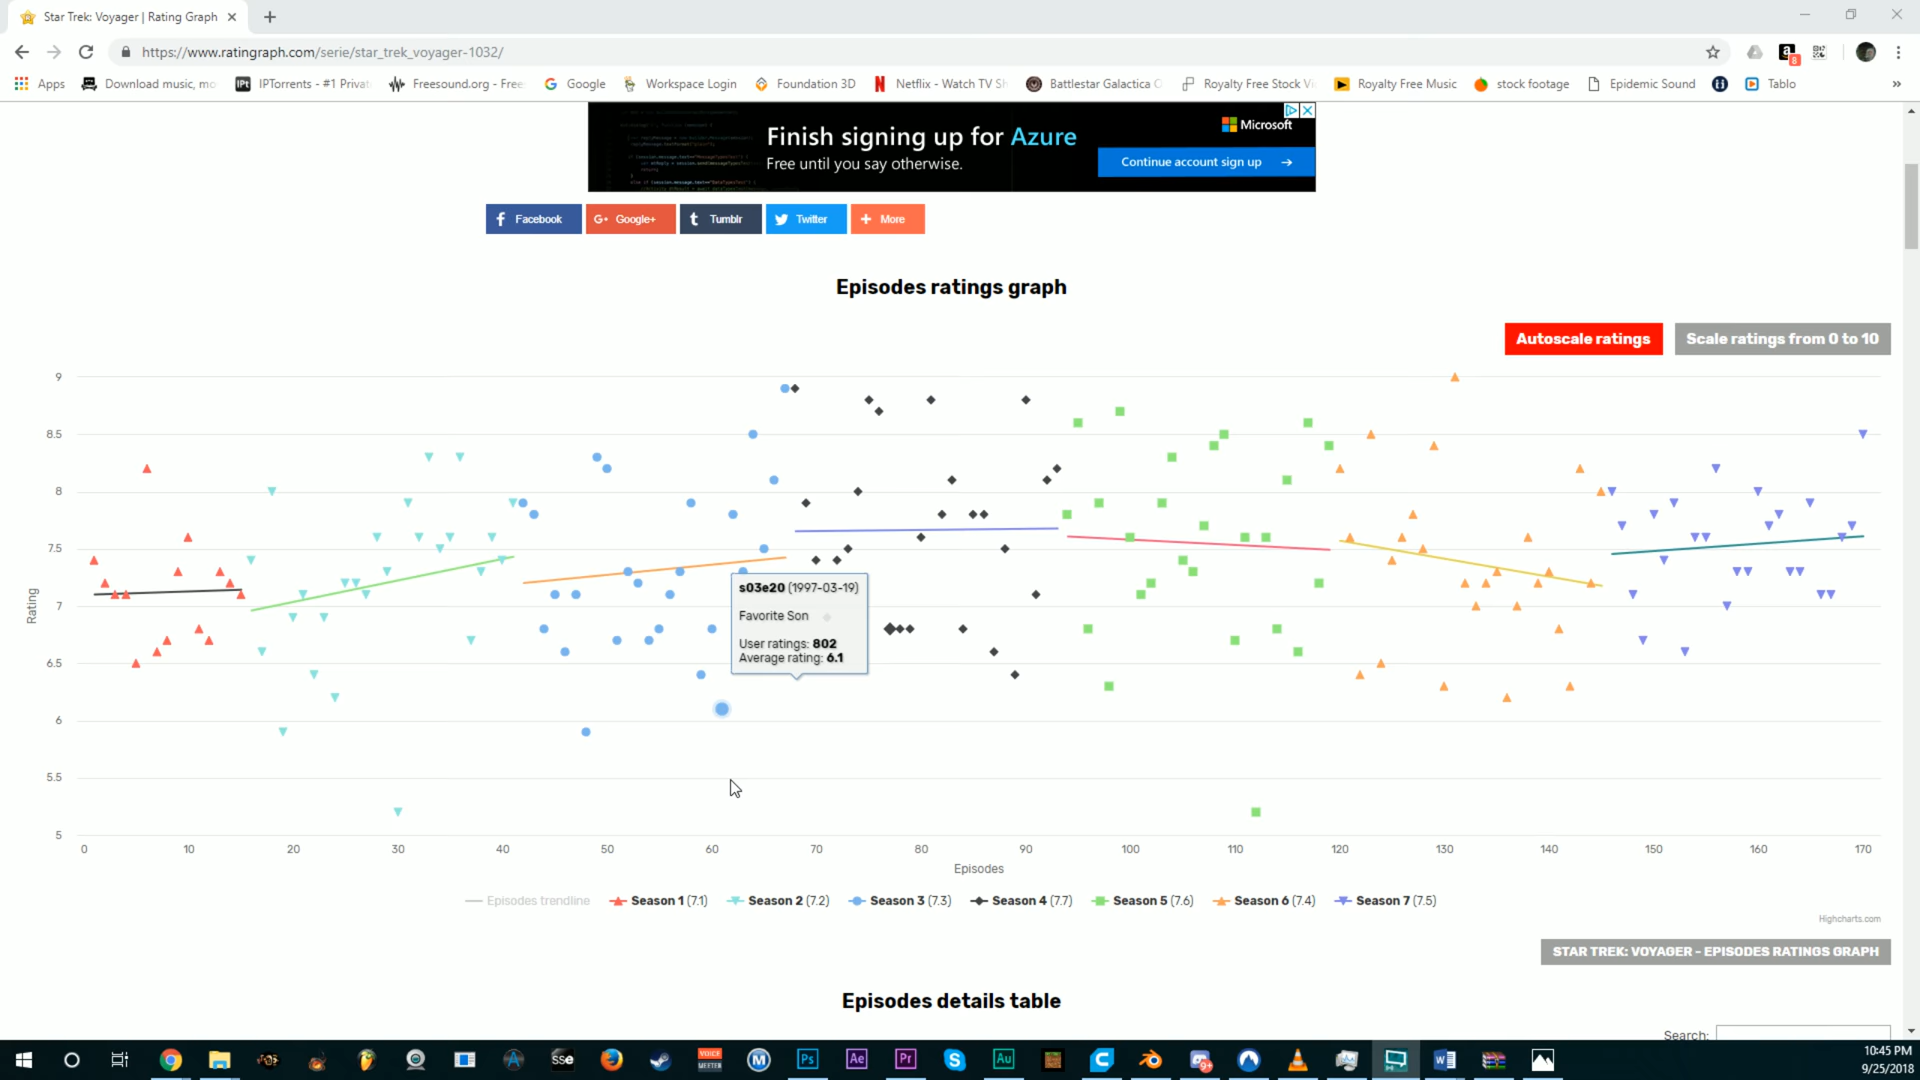 Star Trek: Voyager | Rating Graph
https://www.ratingraph.com/serie/star_trek_voyager-1032/
8
Apps
Download music, mo
IPTorrents - #1 Privat
Freesound.org - Free
Google
Workspace Login
Foundation 3D
Netflix - Watch TV Sh
Battlestar Galactica
Royalty Free Stock Vi
Royalty Free Music
stock footage
Epidemic Sound
Tablo
»
Finish signing up for Azure
Free until you say otherwise.
Microsoft
Continue account sign up →
Facebook
G+ Google+
t Tumblr
Twitter
+ More
Episodes ratings graph
Autoscale ratings
Scale ratings from 0 to 10
9
8.5
8
7.5
7
6.5
6
5.5
5
Rating
s03e20 (1997-03-19)
Favorite Son
User ratings: 802
Average rating: 6.1
0 10 20 30 40 50 60 70 80 90 100 110 120 130 140 150 160 170
Episodes
Episodes trendline
Season 1 (7.1)
Season 2 (7.2)
Season 3 (7.3)
Season 4 (7.7)
Season 5 (7.6)
Season 6 (7.4)
Season 7 (7.5)
Highcharts.com
STAR TREK: VOYAGER - EPISODES RATINGS GRAPH
Episodes details table
Search:
sse
VOICE
MEETER
Ps
Ae
Pr
Au
10:45 PM
9/25/2018